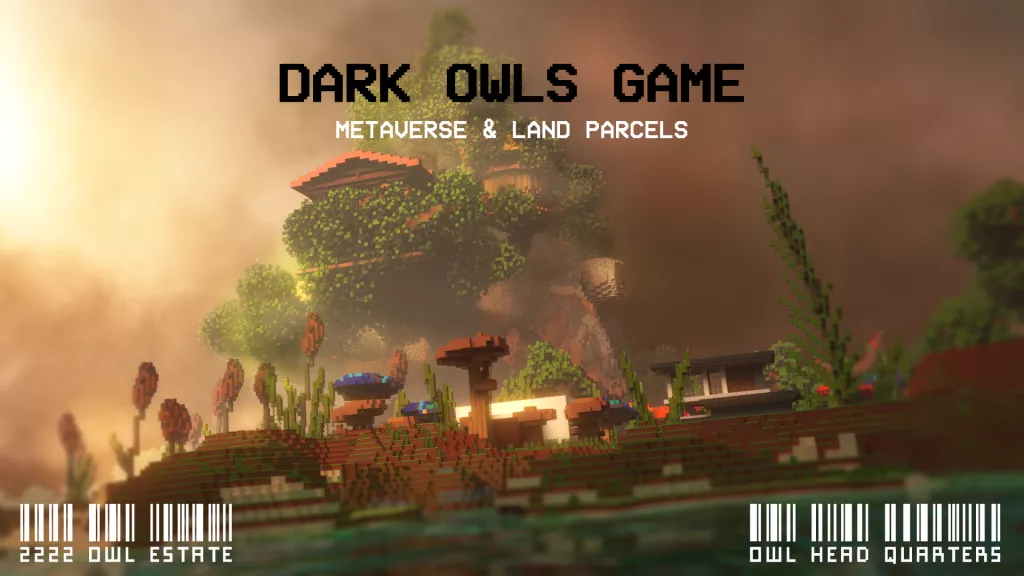 DARK OWLS GAME
METAVERSE & LAND PARCELS
2222 OWL ESTATE
OWL HEAD QUARTERS